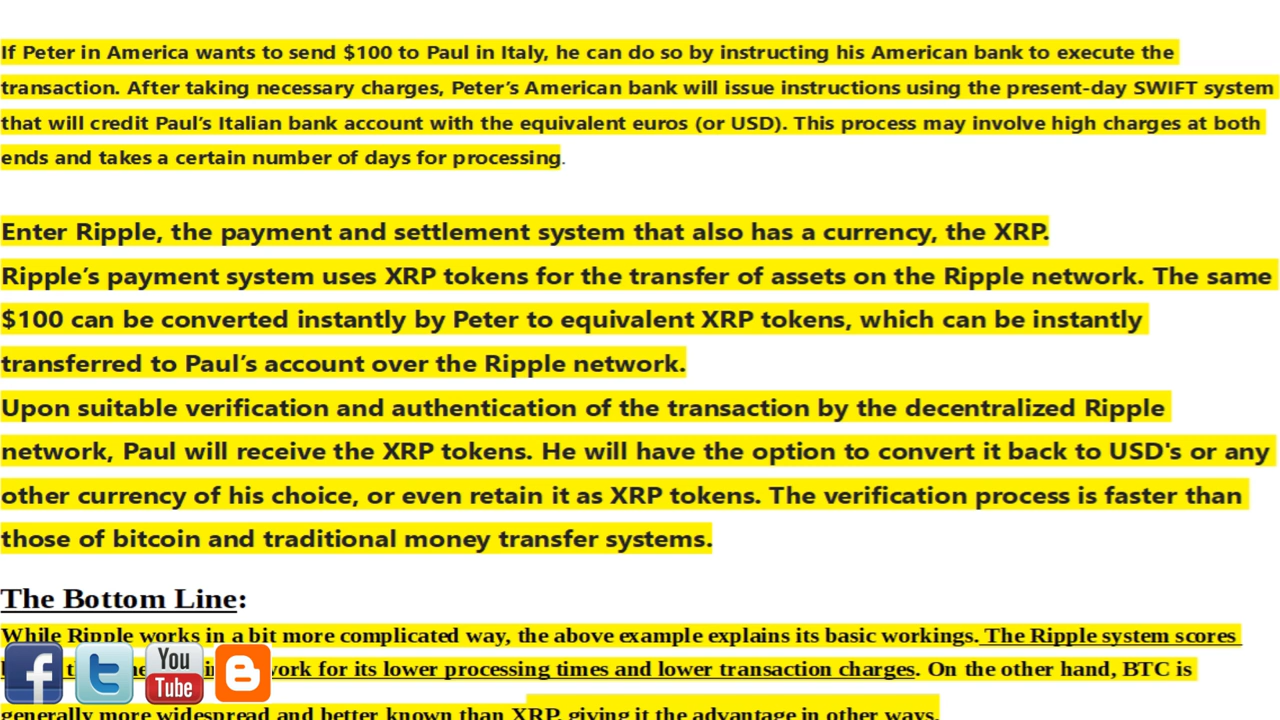 If Peter in America wants to send $100 to Paul in Italy, he can do so by instructing his American bank to execute the
transaction. After taking necessary charges, Peter’s American bank will issue instructions using the present-day SWIFT system
that will credit Paul’s Italian bank account with the equivalent euros (or USD). This process may involve high charges at both
ends and takes a certain number of days for processing.
Enter Ripple, the payment and settlement system that also has a currency, the XRP.
Ripple’s payment system uses XRP tokens for the transfer of assets on the Ripple network. The same
$100 can be converted instantly by Peter to equivalent XRP tokens, which can be instantly
transferred to Paul’s account over the Ripple network.
Upon suitable verification and authentication of the transaction by the decentralized Ripple
network, Paul will receive the XRP tokens. He will have the option to convert it back to USD's or any
other currency of his choice, or even retain it as XRP tokens. The verification process is faster than
those of bitcoin and traditional money transfer systems.
The Bottom Line:
While Ripple works in a bit more complicated way, the above example explains its basic workings. The Ripple system scores
for its lower processing times and lower transaction charges. On the other hand, BTC is
generally more widespread and better known than XRP, giving it the advantage in other ways.
You
Tube